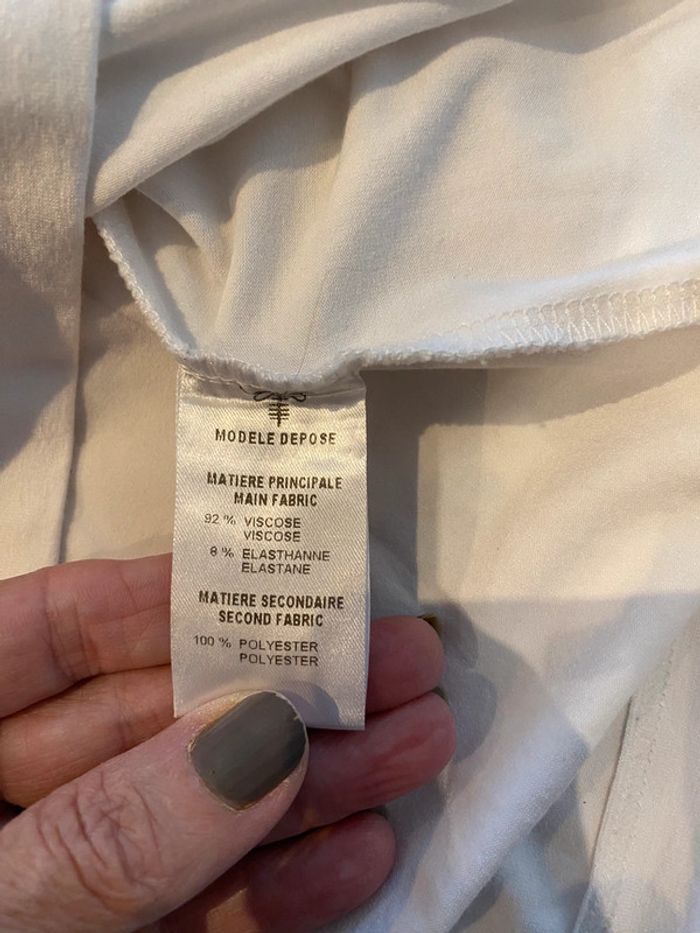 MODELE DEPOSE
MATIERE PRINCIPALE
MAIN FABRIC
92 % VISCOSE
VISCOSE
8 % ELASTHANNE
ELASTANE
MATIERE SECONDAIRE
SECOND FABRIC
100 % POLYESTER
POLYESTER